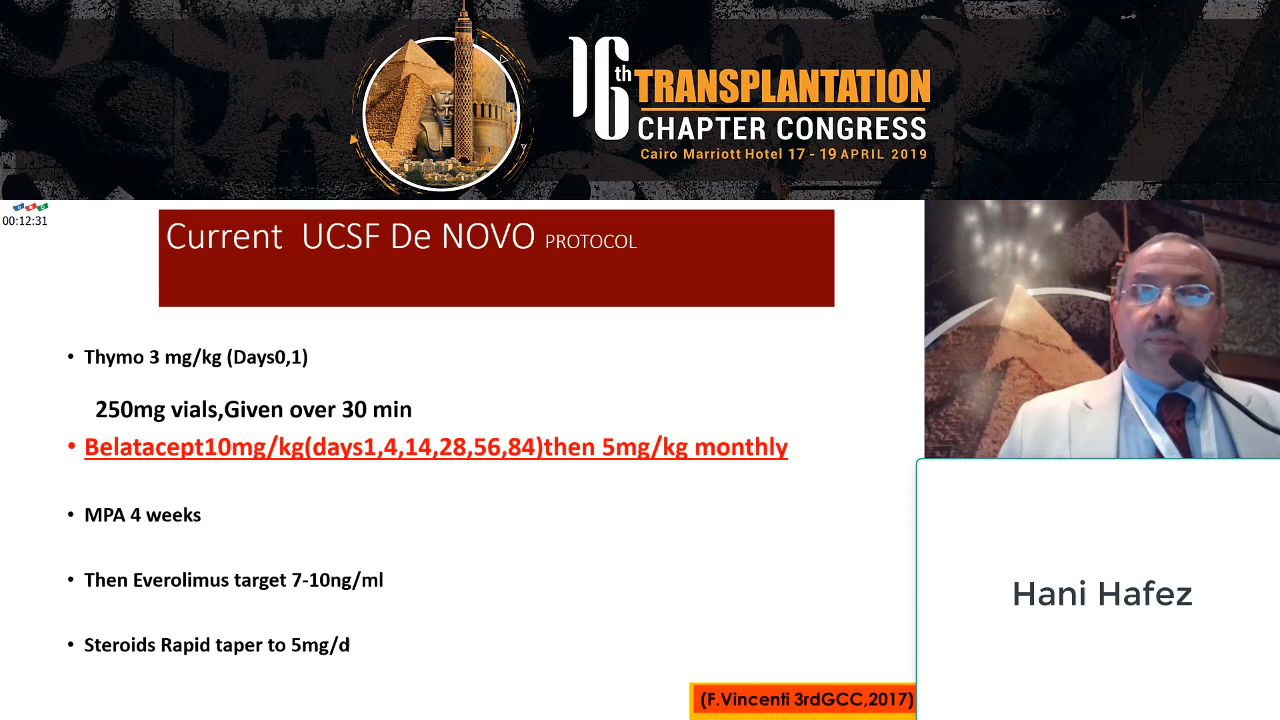 16th TRANSPLANTATION
CHAPTER CONGRESS
Cairo Marriott Hotel 17 - 19 APRIL 2019
00:12:31
Current UCSF De NOVO PROTOCOL
• Thymo 3 mg/kg (Days0,1)
250mg vials,Given over 30 min
• Belatacept10mg/kg(days1,4,14,28,56,84)then 5mg/kg monthly
• MPA 4 weeks
• Then Everolimus target 7-10ng/ml
• Steroids Rapid taper to 5mg/d
(F.Vincenti 3rdGCC,2017)
Hani Hafez